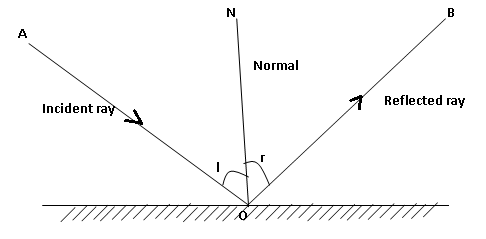 N
B
A
Normal
Incident ray
Reflected ray
l
r
O